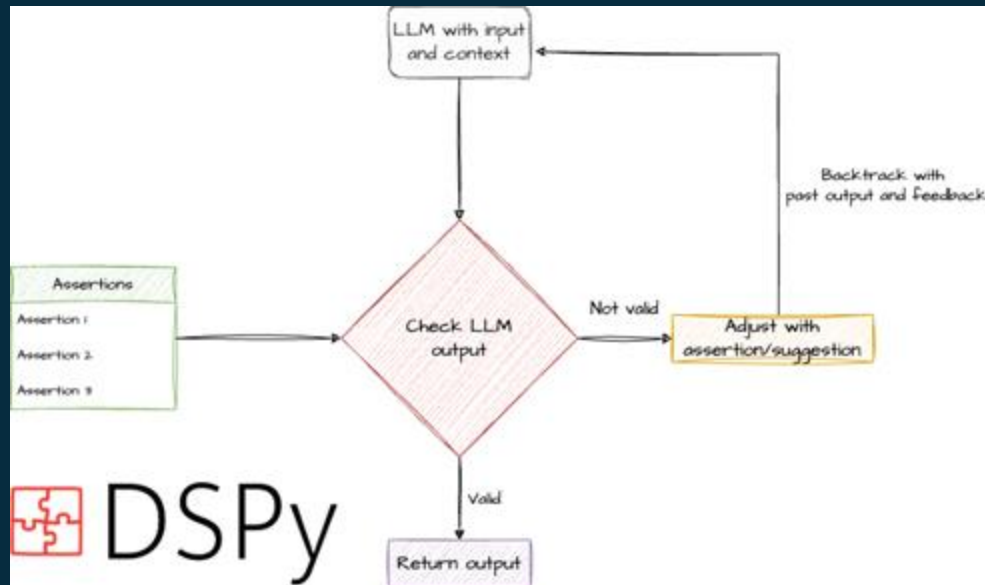 LLM with input
and context
Backtrack with
past output and feedback
Assertions
Assertion 1
Assertion 2
Assertion 3
Check LLM
output
Not valid
Adjust with
assertion/suggestion
Valid
Return output
DSPy